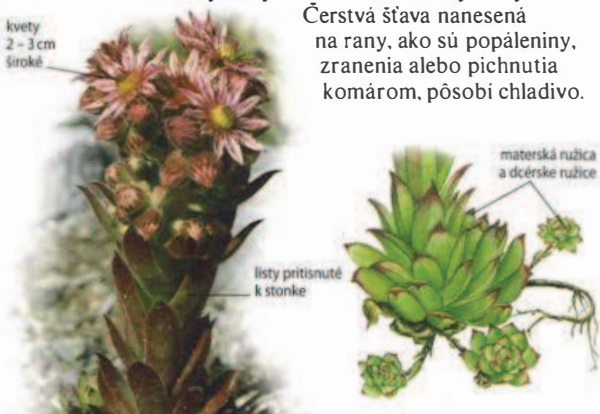 Čerstvá šťava nanesená
na rany, ako sú popáleniny,
zranenia alebo pichnutia
komárom, pôsobí chladivo.
kvety
2 – 3 cm
široké
materská ružica
a dcérske ružice
listy pritisnuté
k stonke